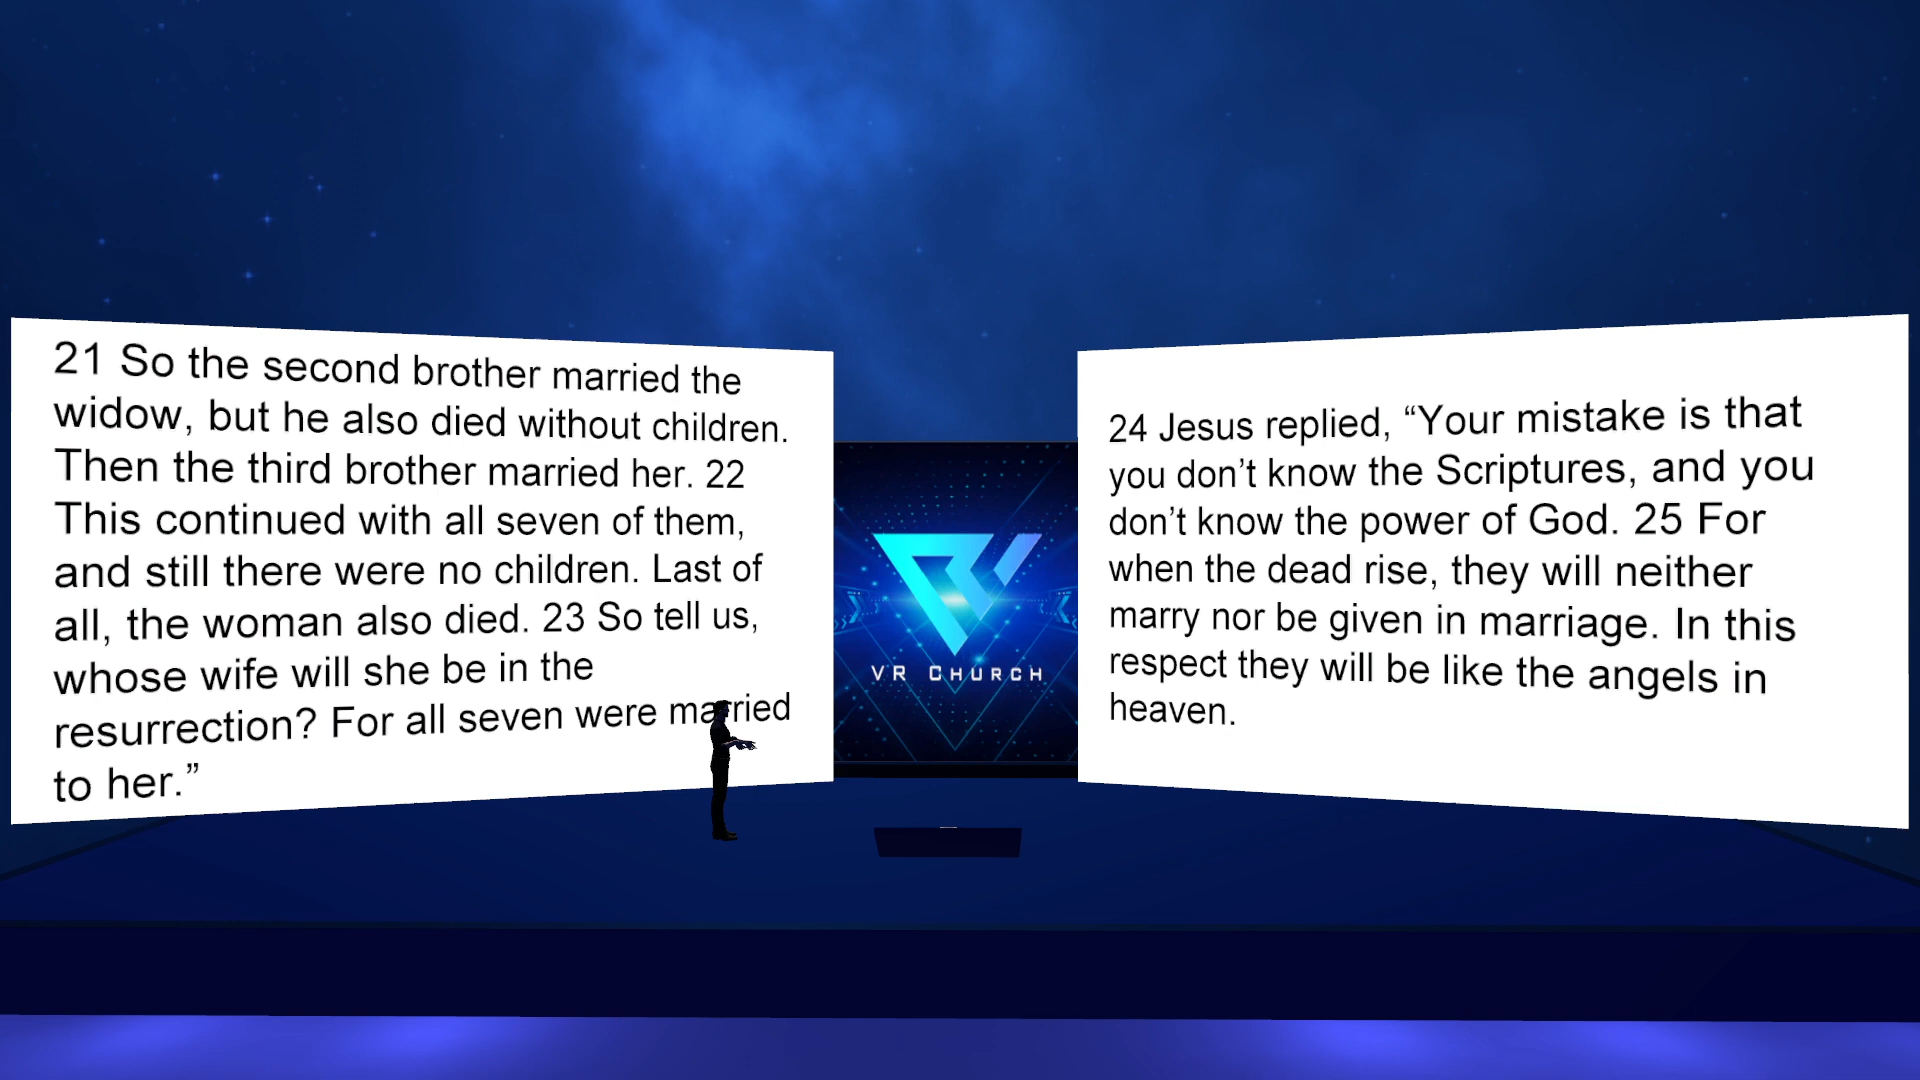 21 So the second brother married the
widow, but he also died without children.
Then the third brother married her. 22
This continued with all seven of them,
and still there were no children. Last of
all, the woman also died. 23 So tell us,
whose wife will she be in the
resurrection? For all seven were married
to her.”
VR CHURCH
24 Jesus replied, “Your mistake is that
you don’t know the Scriptures, and you
don’t know the power of God. 25 For
when the dead rise, they will neither
marry nor be given in marriage. In this
respect they will be like the angels in
heaven.